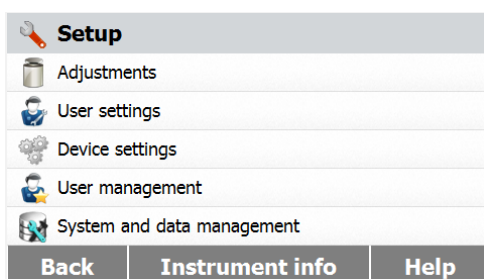 Setup
Adjustments
User settings
Device settings
User management
System and data management
Back Instrument info Help